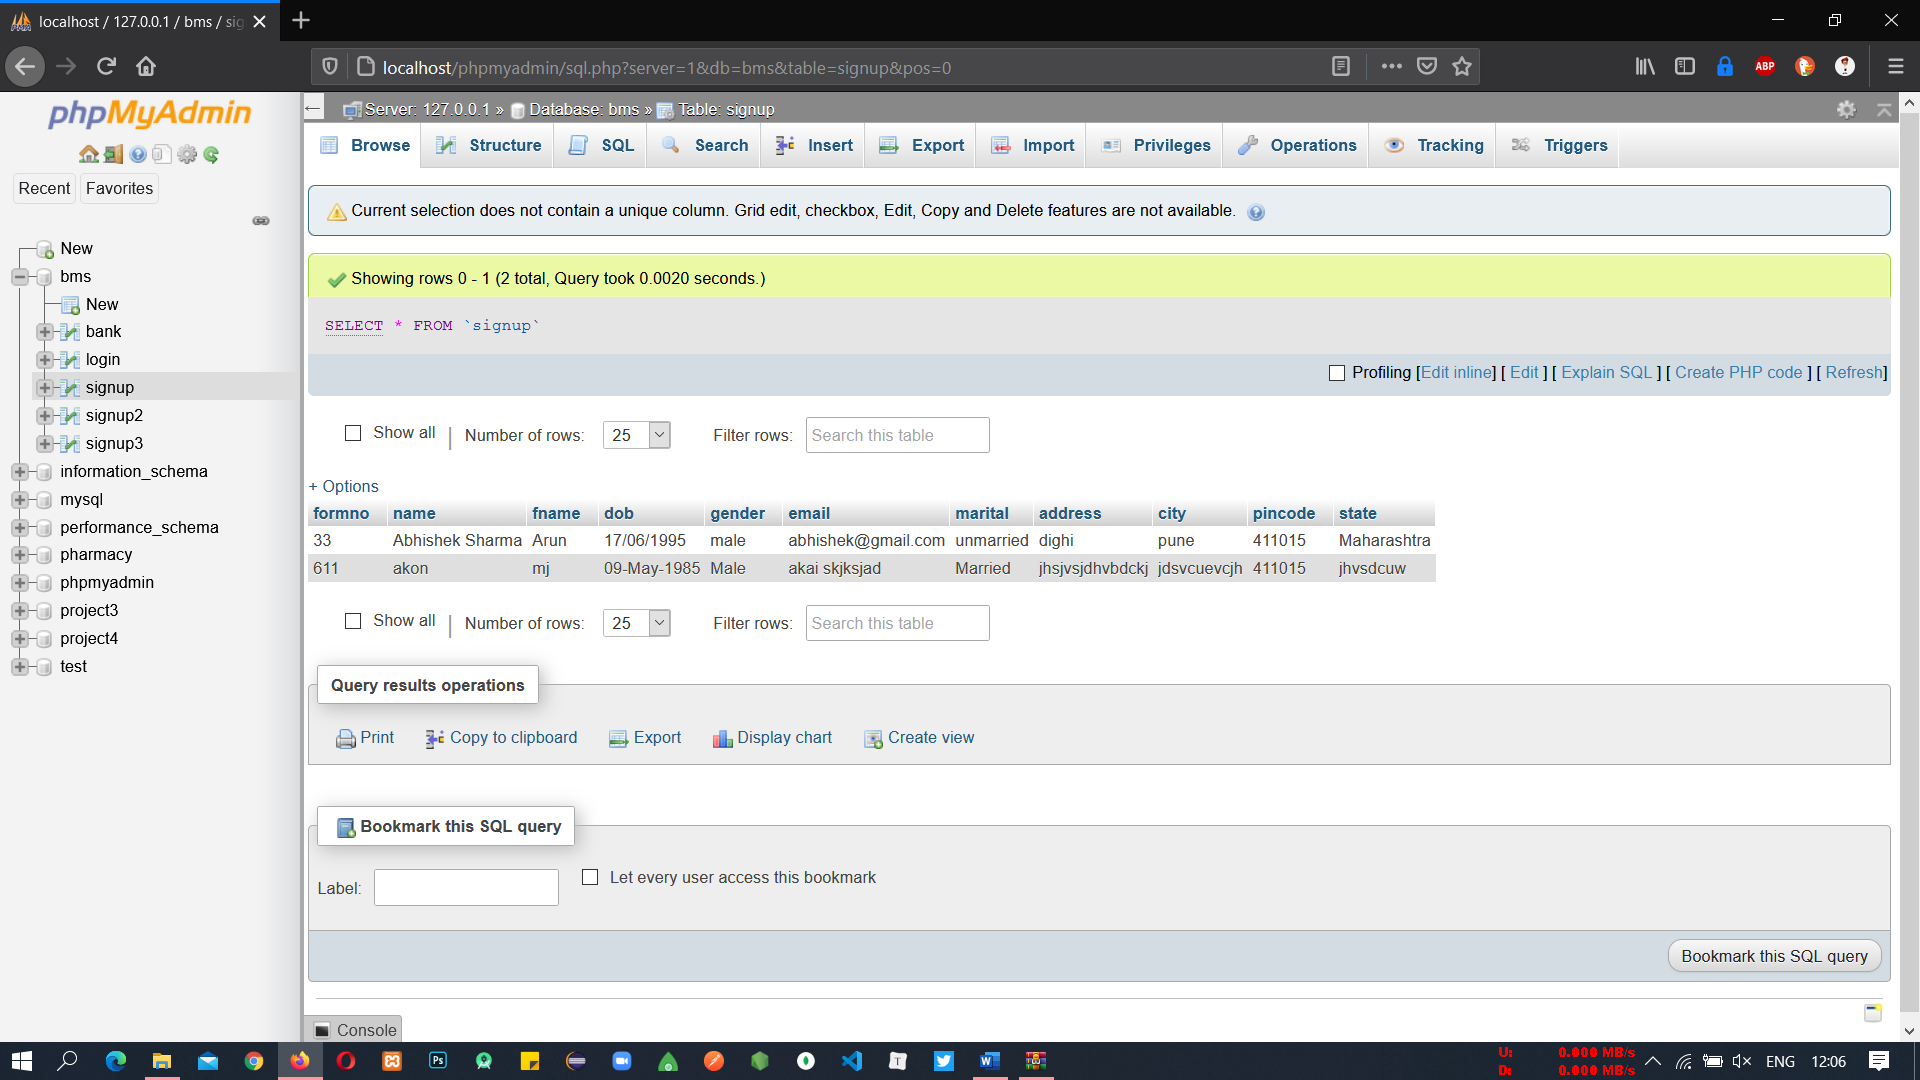 localhost / 127.0.0.1 / bms / sig
localhost/phpmyadmin/sql.php?server=1&db=bms&table=signup&pos=0
ABP
phpMyAdmin
Recent Favorites
New
bms
New
bank
login
signup
signup2
signup3
information_schema
mysql
performance_schema
pharmacy
phpmyadmin
project3
project4
test
Server: 127.0.0.1 » Database: bms » Table: signup
Browse Structure SQL Search Insert Export Import Privileges Operations Tracking Triggers
Current selection does not contain a unique column. Grid edit, checkbox, Edit, Copy and Delete features are not available.
Showing rows 0 - 1 (2 total, Query took 0.0020 seconds.)
SELECT * FROM `signup`
Profiling [Edit inline] [ Edit ] [ Explain SQL ] [ Create PHP code ] [ Refresh]
Show all | Number of rows: 25 Filter rows: Search this table
+ Options
formno name fname dob gender email marital address city pincode state
33 Abhishek Sharma Arun 17/06/1995 male abhishek@gmail.com unmarried dighi pune 411015 Maharashtra
611 akon mj 09-May-1985 Male akai skjksjad Married jhsjvsjdhvbdckj jdsvcuevcjh 411015 jhvsdcuw
Show all | Number of rows: 25 Filter rows: Search this table
Query results operations
Print Copy to clipboard Export Display chart Create view
Bookmark this SQL query
Label: Let every user access this bookmark
Bookmark this SQL query
Console
U: 0.000 MB/s
D: 0.000 MB/s
ENG 12:06